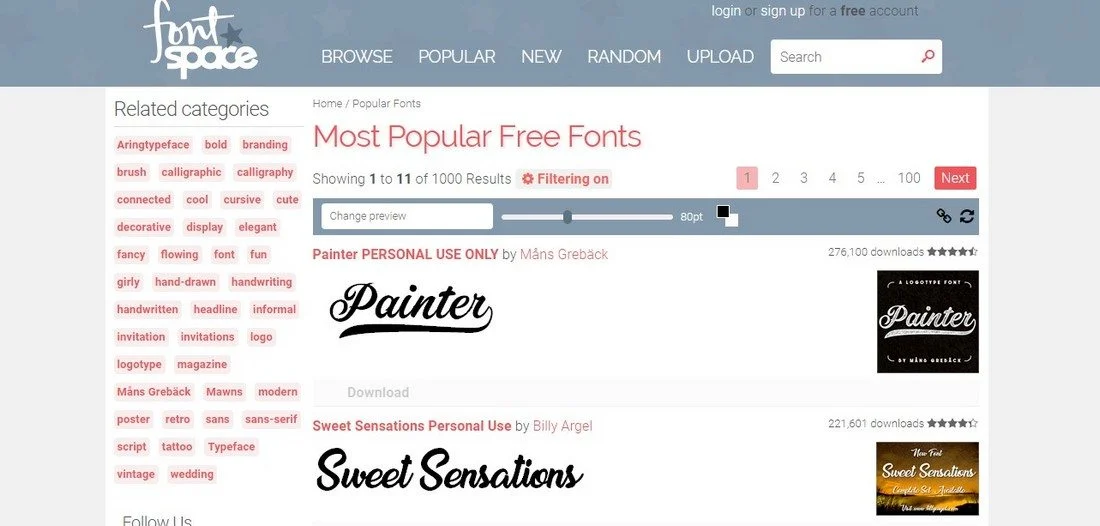 font space
login or sign up for a free account
BROWSE POPULAR NEW RANDOM UPLOAD Search
Related categories
Aringtypeface bold branding
brush calligraphic calligraphy
connected cool cursive cute
decorative display elegant
fancy flowing font fun
girly hand-drawn handwriting
handwritten headline informal
invitation invitations logo
logotype magazine
Måns Grebäck Mawns modern
poster retro sans sans-serif
script tattoo Typeface
vintage wedding
Follow Us
Home / Popular Fonts
Most Popular Free Fonts
Showing 1 to 11 of 1000 Results Filtering on 1 2 3 4 5 ... 100 Next
Change preview 80pt
Painter PERSONAL USE ONLY by Måns Grebäck 276,100 downloads
Painter
A LOGOTYPE FONT
Painter
BY MÅNS GREBÄCK
Download
Sweet Sensations Personal Use by Billy Argel 221,601 downloads
Sweet Sensations
New Font
Sweet Sensations
Complete Set Available